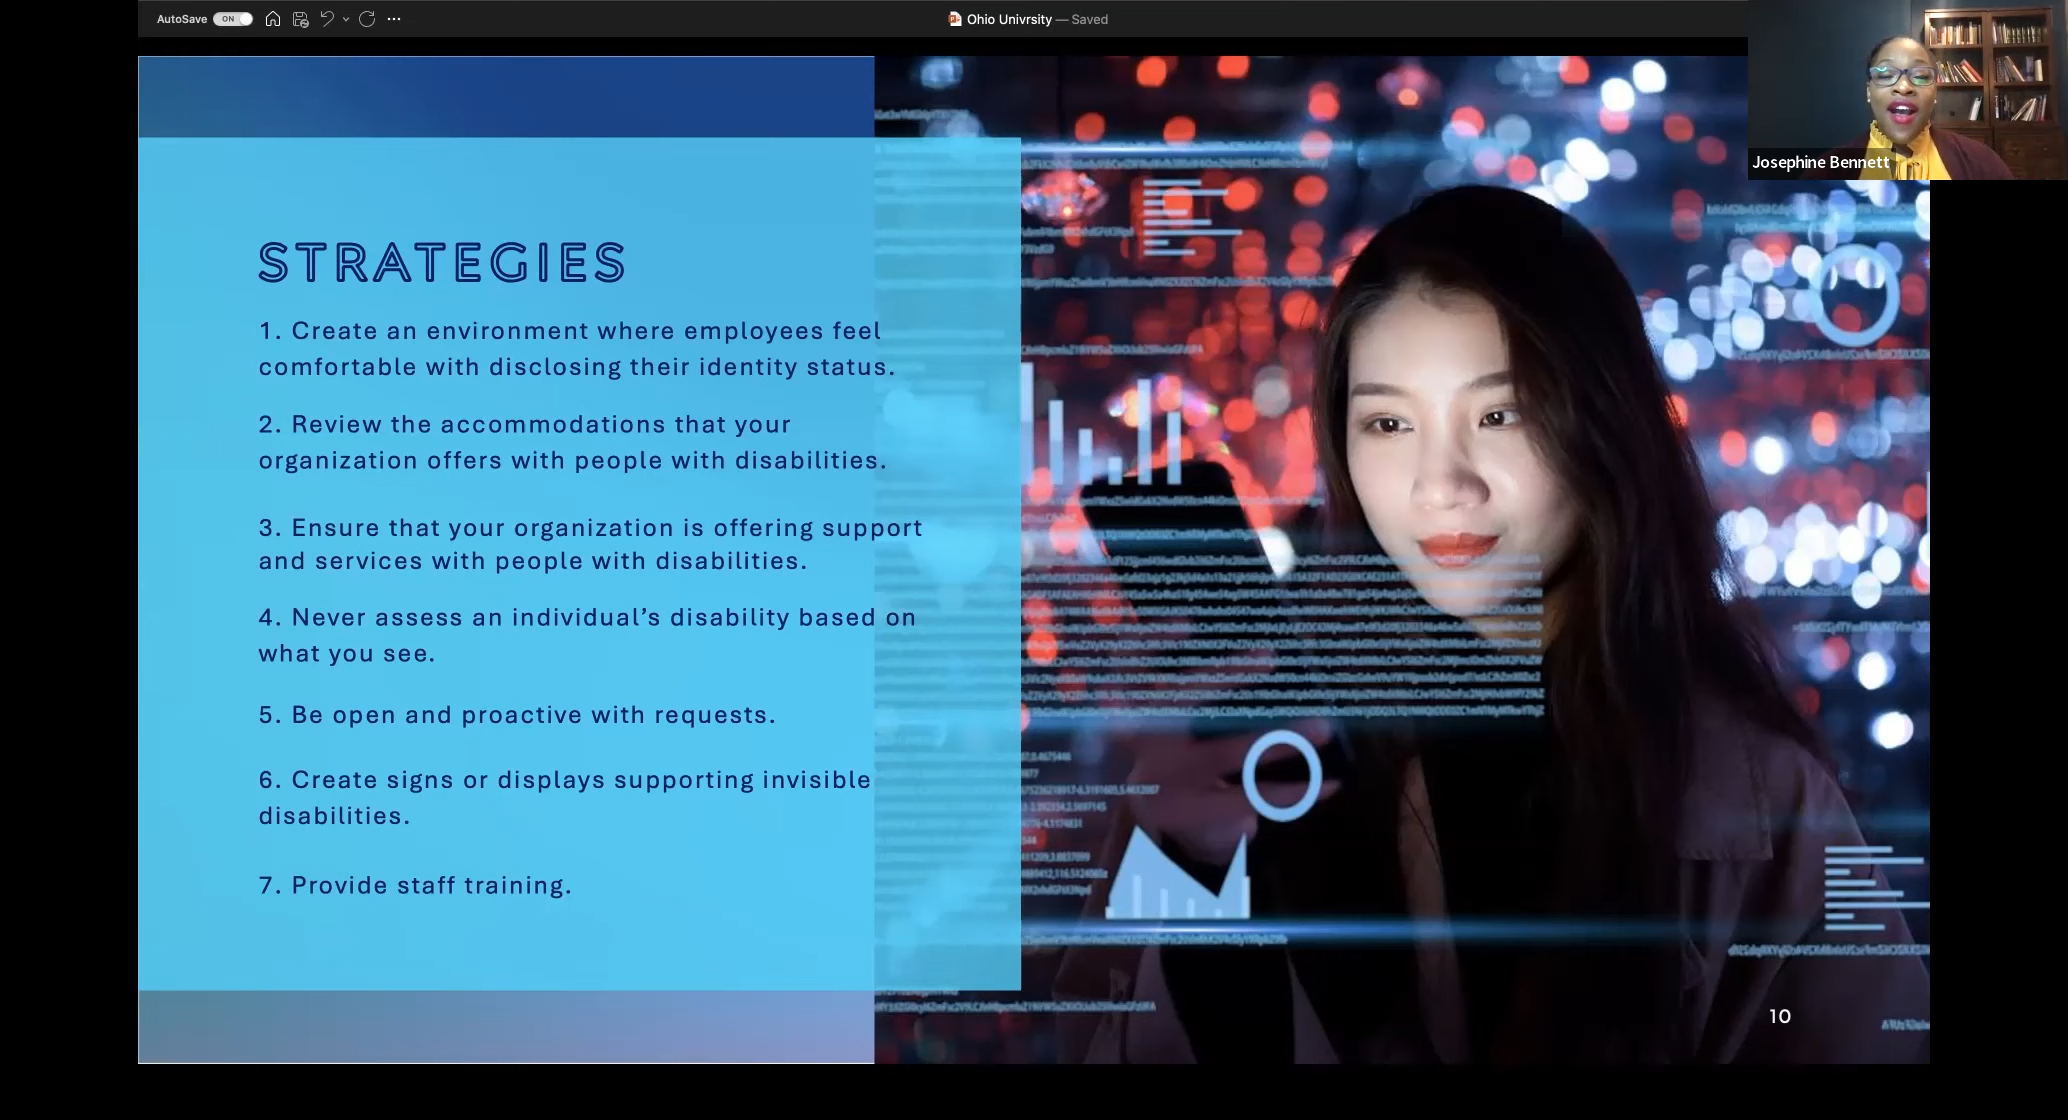 AutoSave ON
Ohio Univrsity — Saved
Josephine Bennett
STRATEGIES
1. Create an environment where employees feel
comfortable with disclosing their identity status.
2. Review the accommodations that your
organization offers with people with disabilities.
3. Ensure that your organization is offering support
and services with people with disabilities.
4. Never assess an individual’s disability based on
what you see.
5. Be open and proactive with requests.
6. Create signs or displays supporting invisible
disabilities.
7. Provide staff training.
10